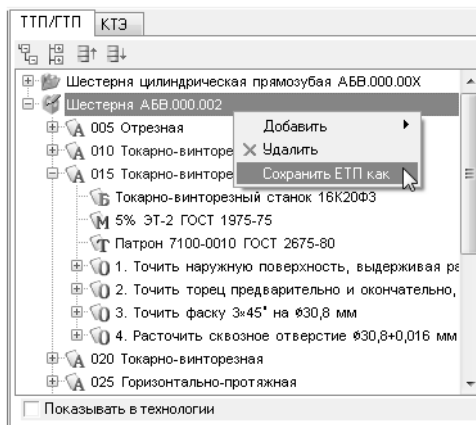 ТТП/ГТП КТЭ
Шестерня цилиндрическая прямозубая АБВ.000.00X
Шестерня АБВ.000.002
А 005 Отрезная
Добавить
А 010 Токарно-винторе
Удалить
А 015 Токарно-винторе
Сохранить ЕТП как
Б Токарно-винторезный станок 16К20Ф3
М 5% ЭТ-2 ГОСТ 1975-75
Т Патрон 7100-0010 ГОСТ 2675-80
О 1. Точить наружную поверхность, выдерживая ра
О 2. Точить торец предварительно и окончательно,
О 3. Точить фаску 3×45° на ø30,8 мм
О 4. Расточить сквозное отверстие ø30,8+0,016 мм
А 020 Токарно-винторезная
А 025 Горизонтально-протяжная
Показывать в технологии